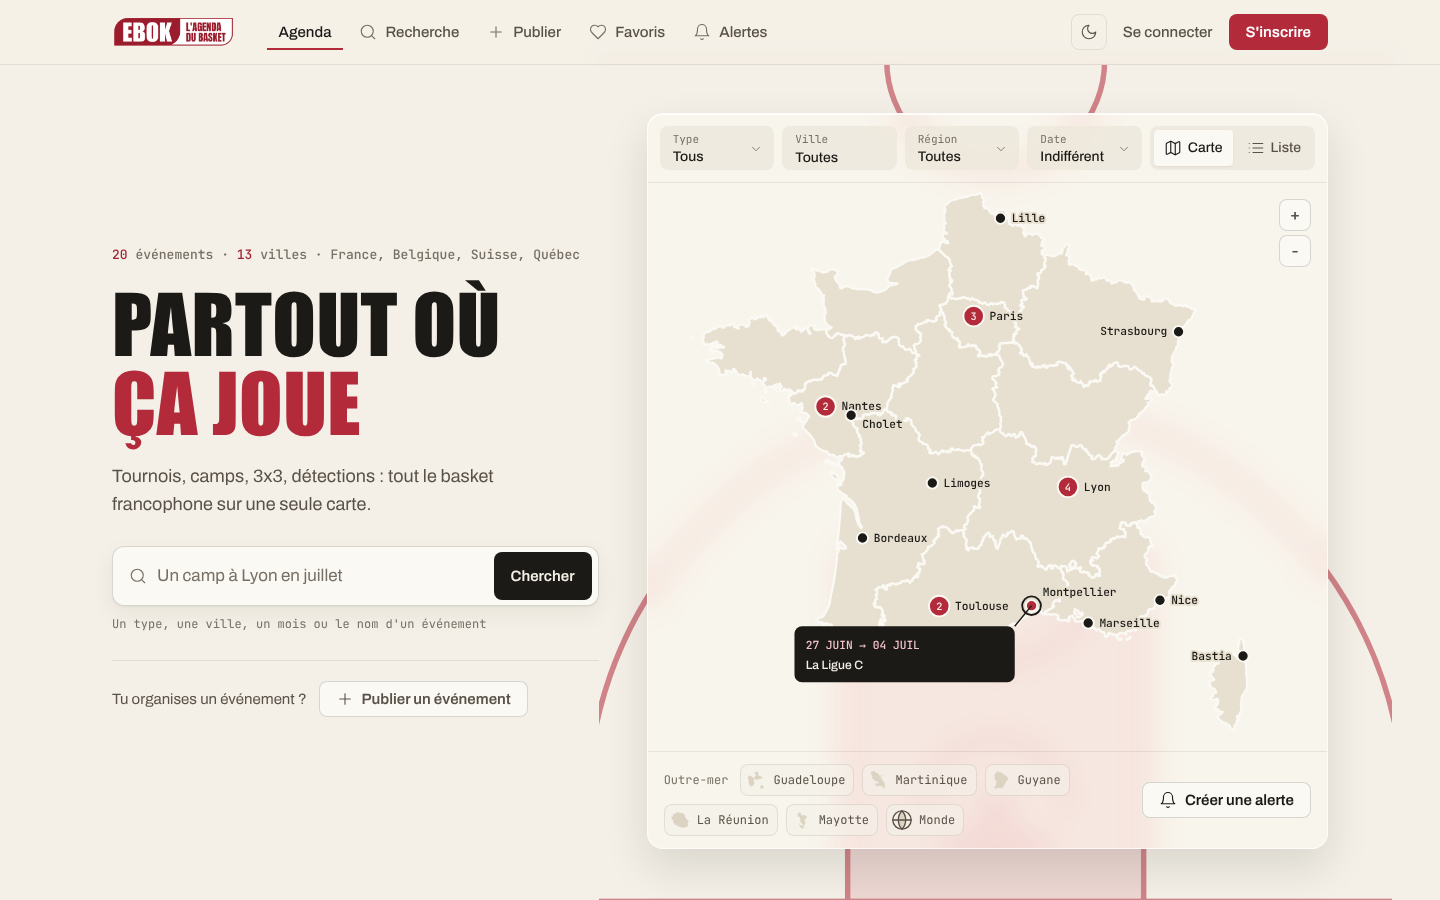 EBOK L'AGENDA
DU BASKET
Agenda
Recherche
Publier
Favoris
Alertes
Se connecter
S'inscrire
20 événements · 13 villes · France, Belgique, Suisse, Québec
PARTOUT OÙ
ÇA JOUE
Tournois, camps, 3x3, détections : tout le basket
francophone sur une seule carte.
Un camp à Lyon en juillet
Chercher
Un type, une ville, un mois ou le nom d'un événement
Tu organises un événement ?
Publier un événement
Type
Tous
Ville
Toutes
Région
Toutes
Date
Indifférent
Carte
Liste
+
-
Lille
3 Paris
Strasbourg
2 Nantes
Cholet
Limoges
4 Lyon
Bordeaux
Montpellier
2 Toulouse
Nice
Marseille
27 JUIN → 04 JUIL
La Ligue C
Bastia
Outre-mer
Guadeloupe
Martinique
Guyane
La Réunion
Mayotte
Monde
Créer une alerte